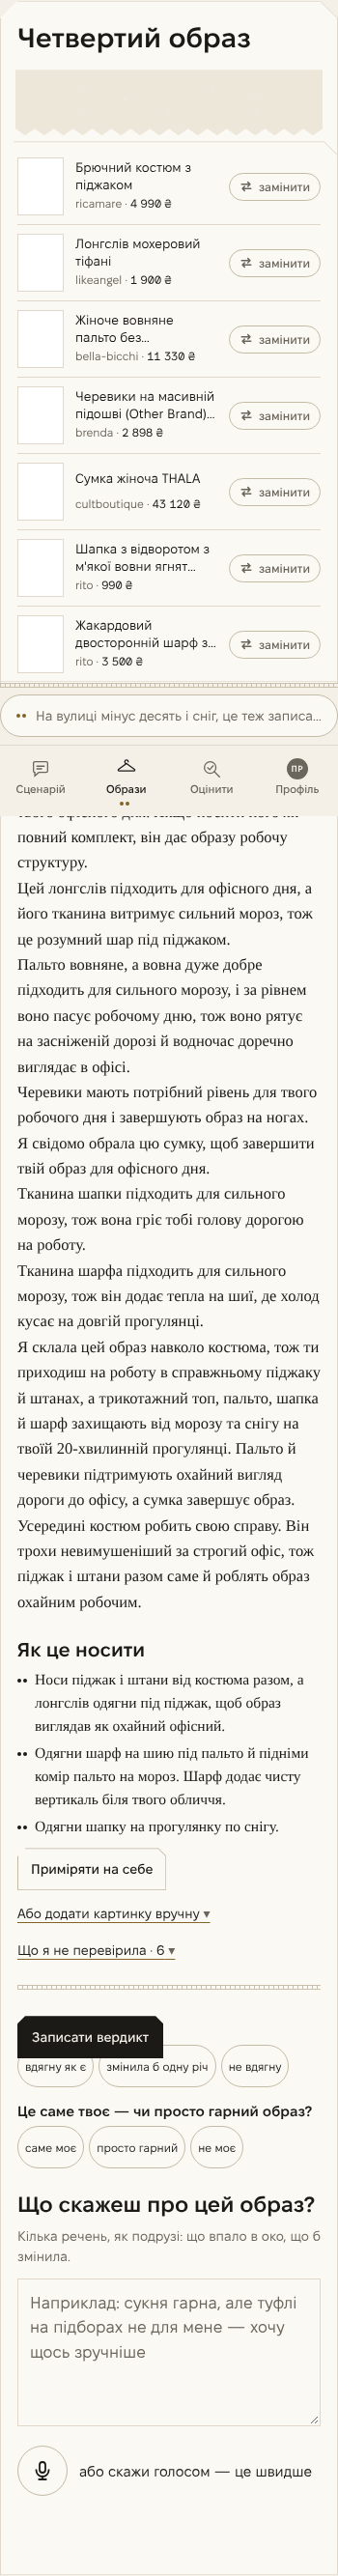 Четвертий образ
Брючний костюм з
піджаком
ricamare · 4 990 ₴
замінити
Лонгслів мохеровий
тіфані
likeangel · 1 900 ₴
замінити
Жіноче вовняне
пальто без...
bella-bicchi · 11 330 ₴
замінити
Черевики на масивній
підошві (Other Brand)...
brenda · 2 898 ₴
замінити
Сумка жіноча THALA
cultboutique · 43 120 ₴
замінити
Шапка з відворотом з
м'якої вовни ягнят...
rito · 990 ₴
замінити
Жакардовий
двосторонній шарф з...
rito · 3 500 ₴
замінити
На вулиці мінус десять і сніг, це теж записа...
Сценарій
Образи
Оцінити
ПР
Профіль
повний комплект, він дає образу робочу
структуру.
Цей лонгслів підходить для офісного дня, а
його тканина витримує сильний мороз, тож
це розумний шар під піджаком.
Пальто вовняне, а вовна дуже добре
підходить для сильного морозу, і за рівнем
воно пасує робочому дню, тож воно рятує
на засніженій дорозі й водночас доречно
виглядає в офісі.
Черевики мають потрібний рівень для твого
робочого дня і завершують образ на ногах.
Я свідомо обрала цю сумку, щоб завершити
твій образ для офісного дня.
Тканина шапки підходить для сильного
морозу, тож вона гріє тобі голову дорогою
на роботу.
Тканина шарфа підходить для сильного
морозу, тож він додає тепла на шиї, де холод
кусає на довгій прогулянці.
Я склала цей образ навколо костюма, тож ти
приходиш на роботу в справжньому піджаку
й штанах, а трикотажний топ, пальто, шапка
й шарф захищають від морозу та снігу на
твоїй 20-хвилинній прогулянці. Пальто й
черевики підтримують охайний вигляд
дороги до офісу, а сумка завершує образ.
Усередині костюм робить свою справу. Він
трохи невимушеніший за строгий офіс, тож
піджак і штани разом саме й роблять образ
охайним робочим.
Як це носити
Носи піджак і штани від костюма разом, а
лонгслів одягни під піджак, щоб образ
виглядав як охайний офісний.
Одягни шарф на шию під пальто й підніми
комір пальто на мороз. Шарф додає чисту
вертикаль біля твого обличчя.
Одягни шапку на прогулянку по снігу.
Приміряти на себе
Або додати картинку вручну ▾
Що я не перевірила · 6 ▾
Записати вердикт
вдягну як є
змінила б одну річ
не вдягну
Це саме твоє — чи просто гарний образ?
саме моє
просто гарний
не моє
Що скажеш про цей образ?
Кілька речень, як подрузі: що впало в око, що б
змінила.
Наприклад: сукня гарна, але туфлі
на підборах не для мене — хочу
щось зручніше
або скажи голосом — це швидше